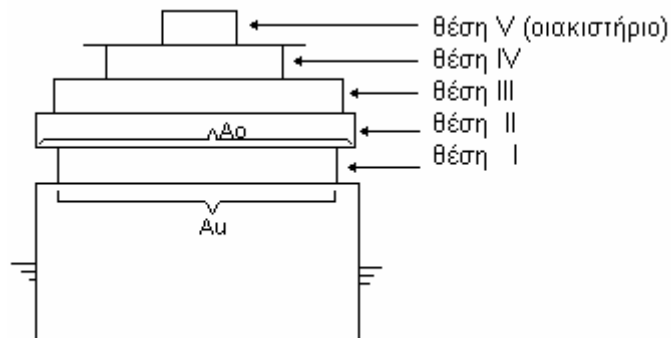 θέση V (οιακιστήριο)
θέση IV
θέση III
θέση II
θέση I
Ao
Au